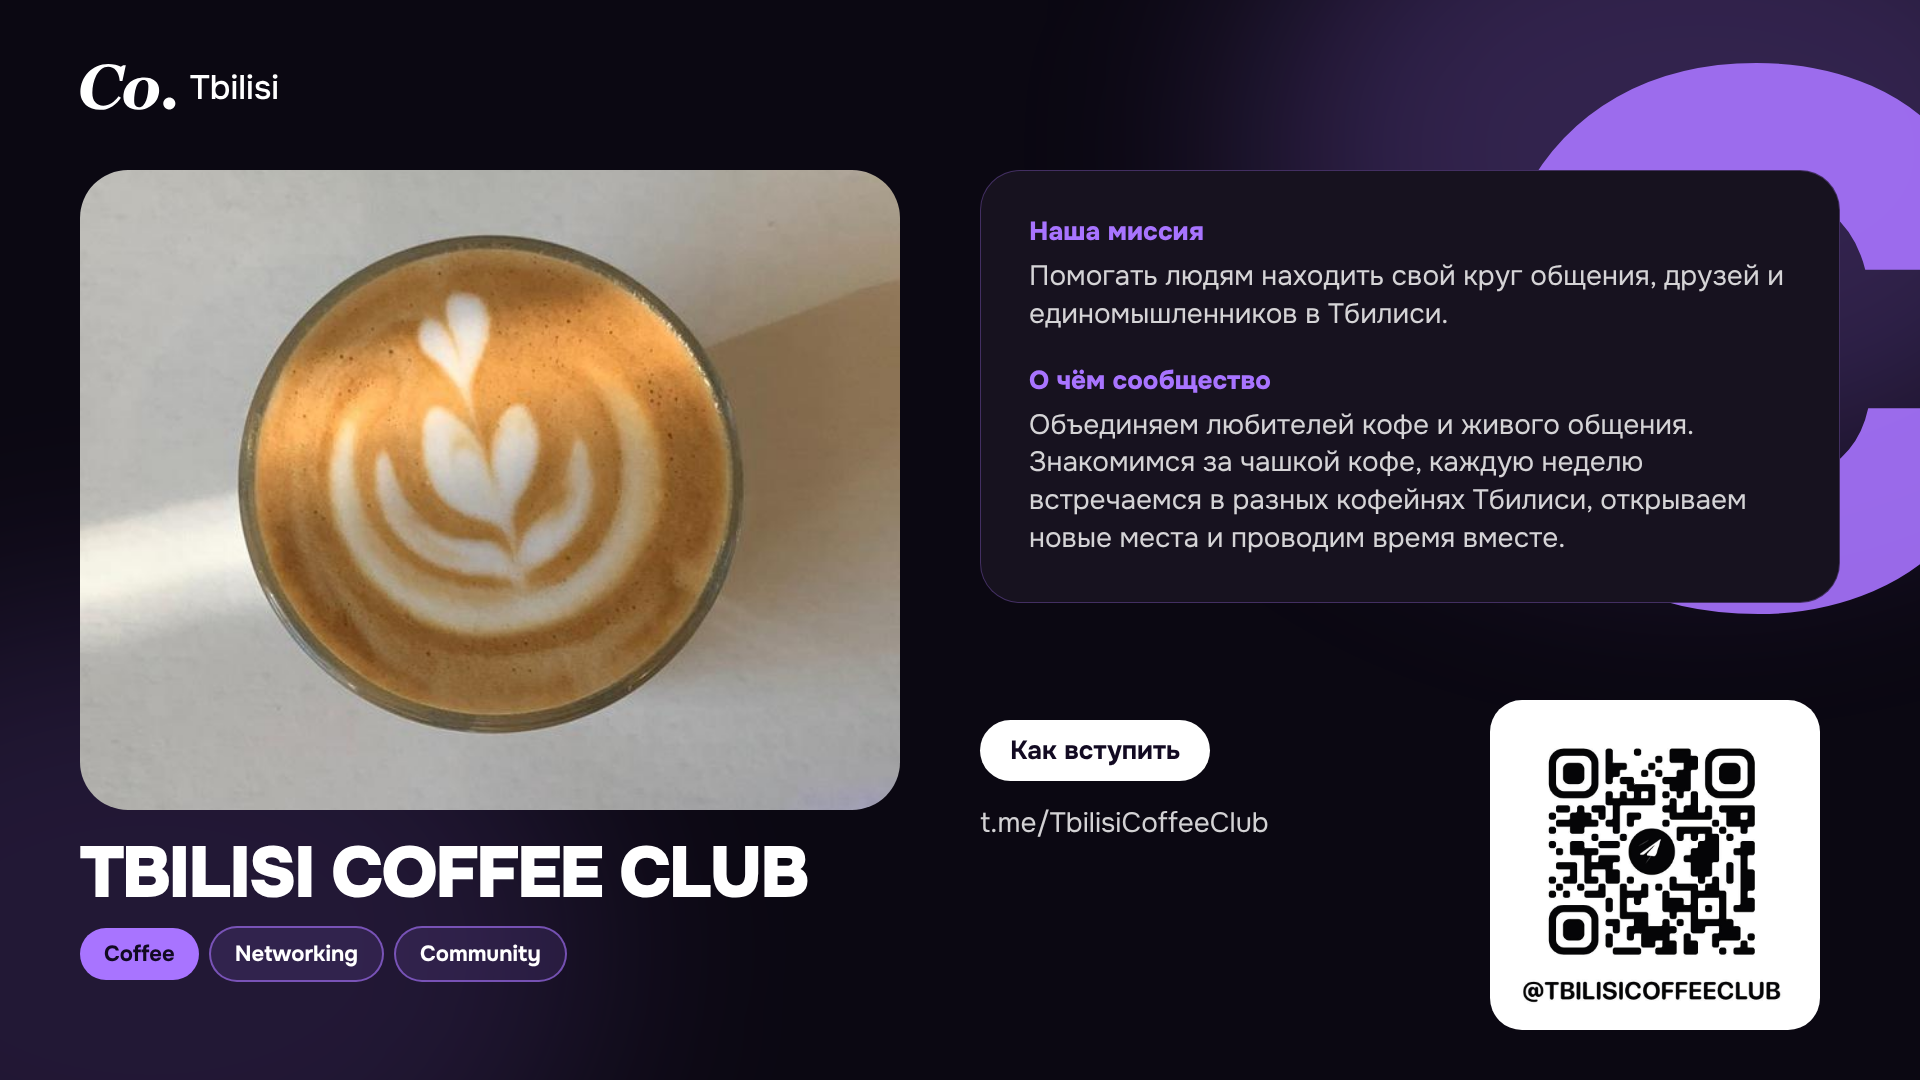 Co. Tbilisi
TBILISI COFFEE CLUB
Coffee
Networking
Community
Наша миссия
Помогать людям находить свой круг общения, друзей и
единомышленников в Тбилиси.
О чём сообщество
Объединяем любителей кофе и живого общения.
Знакомимся за чашкой кофе, каждую неделю
встречаемся в разных кофейнях Тбилиси, открываем
новые места и проводим время вместе.
Как вступить
t.me/TbilisiCoffeeClub
@TBILISICOFFEECLUB